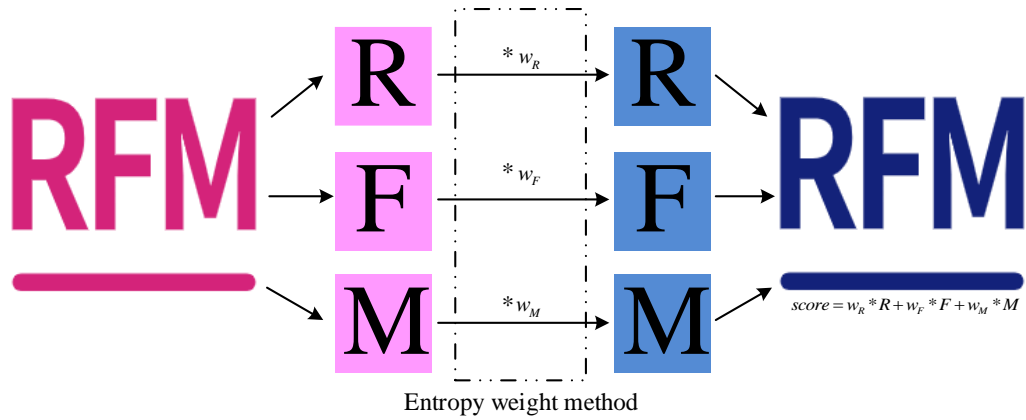 RFM
R
* w_R
R
F
* w_F
F
M
* w_M
M
RFM
score = w_R * R + w_F * F + w_M * M
Entropy weight method